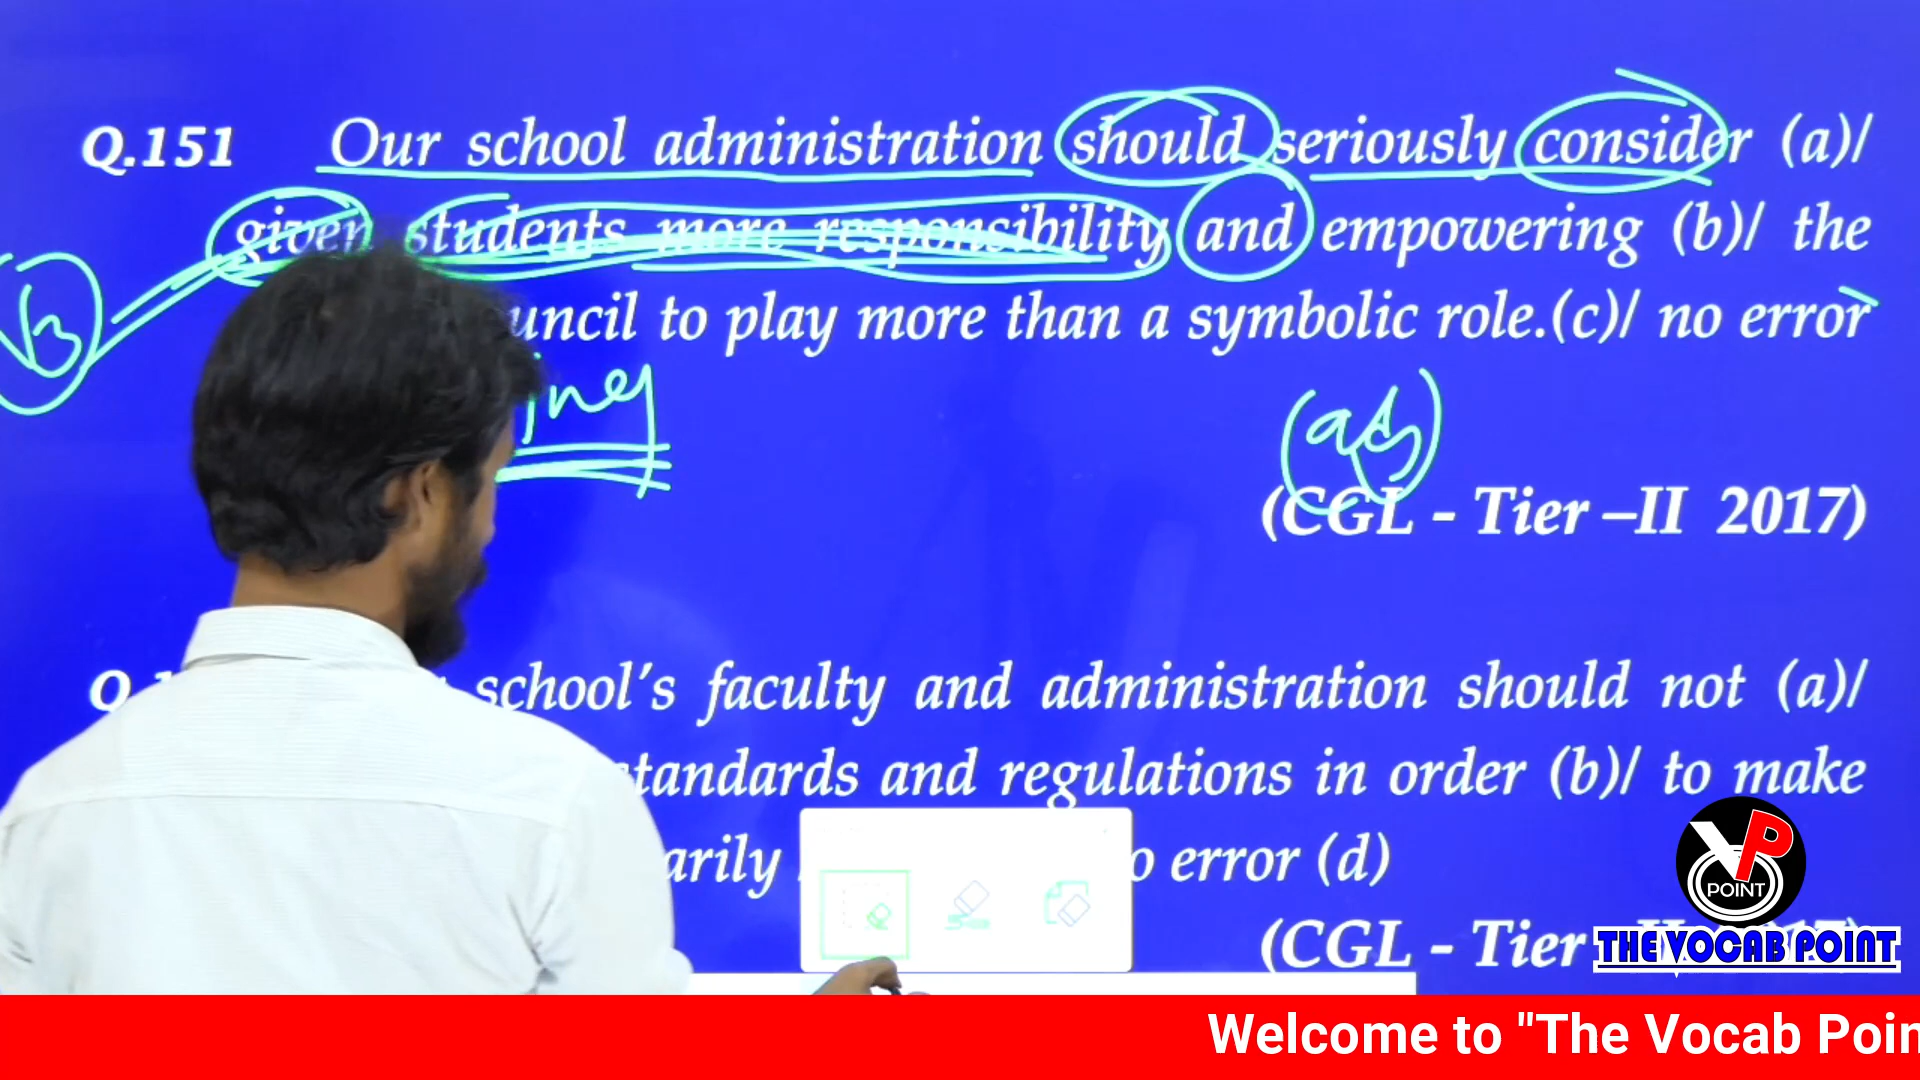 Q.151 Our school administration should seriously consider (a)/
given students more responsibility and empowering (b)/ the
uncil to play more than a symbolic role.(c)/ no error
B
ing
(CGL - Tier –II 2017)
school's faculty and administration should not (a)/
standards and regulations in order (b)/ to make
arily o error (d)
(CGL - Tier
VP
POINT
THE VOCAB POINT
Welcome to "The Vocab Poin